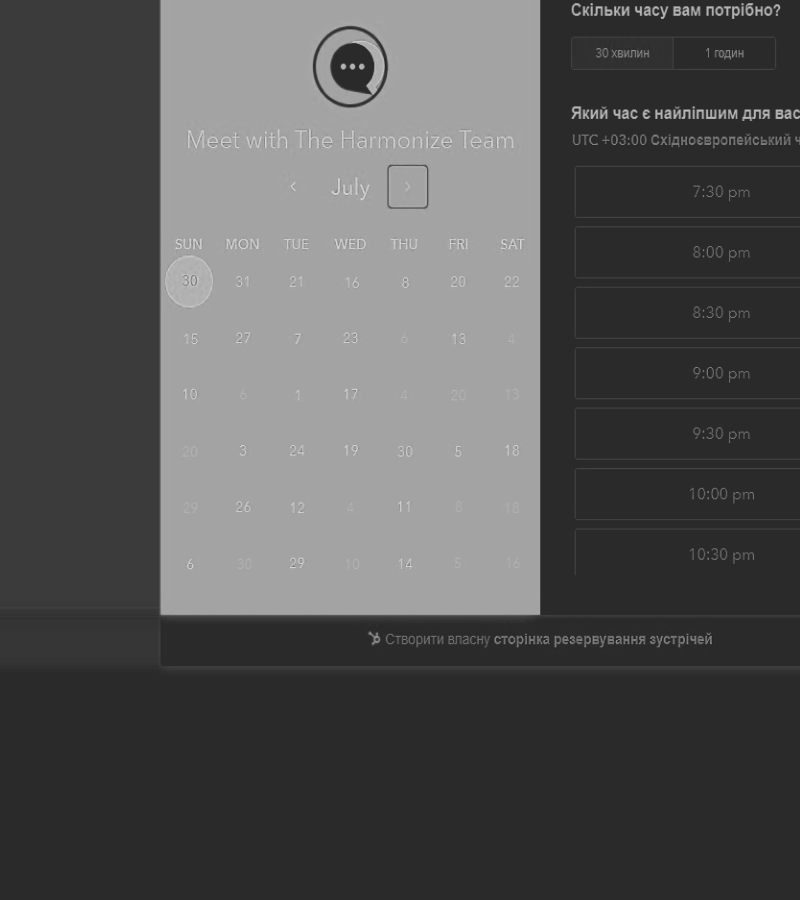 Meet with The Harmonize Team
July
SUN MON TUE WED THU FRI SAT
30 31 21 16 8 20 22
15 27 7 23 6 13 4
10 6 1 17 4 20 13
20 3 24 19 30 5 18
29 26 12 4 11 8 18
6 30 29 10 14 5 16
Скільки часу вам потрібно?
30 хвилин 1 годин
Який час є найліпшим для вас
UTC +03:00 Східноєвропейський ч
7:30 pm
8:00 pm
8:30 pm
9:00 pm
9:30 pm
10:00 pm
10:30 pm
Створити власну сторінка резервування зустрічей